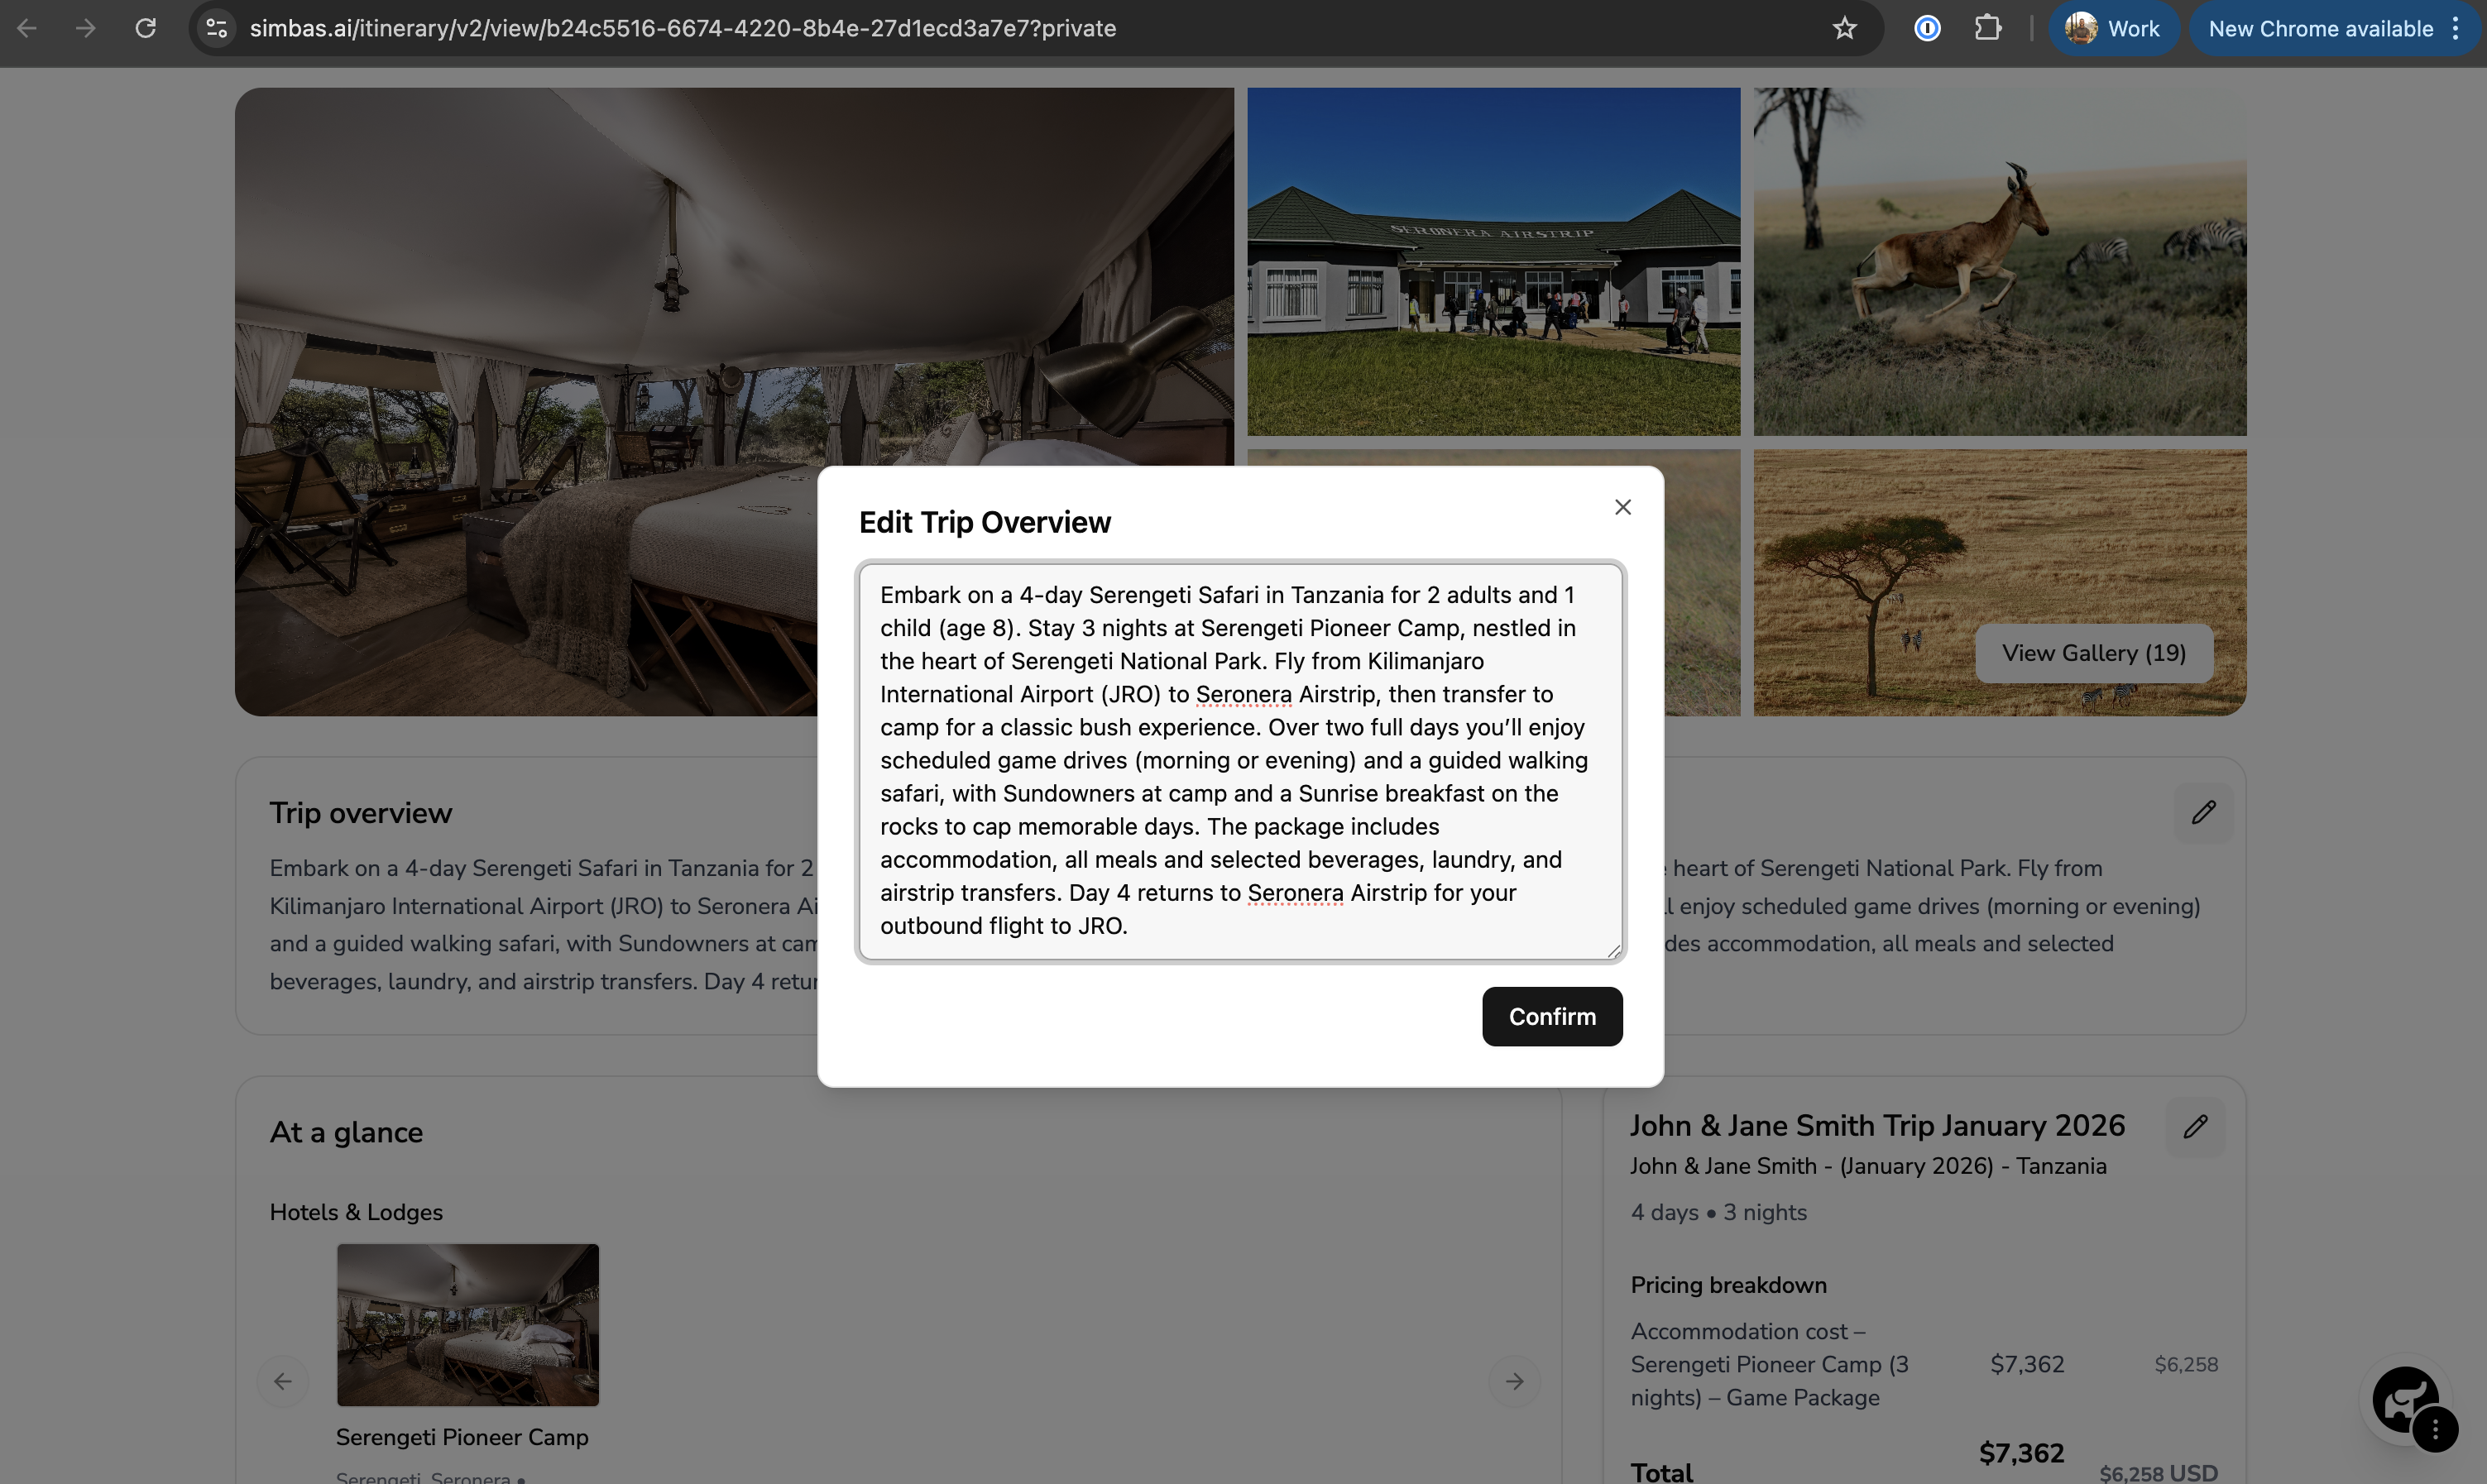 simbas.ai/itinerary/v2/view/b24c5516-6674-4220-8b4e-27d1ecd3a7e7?private
Work
New Chrome available
SERONERA AIRSTRIP
View Gallery (19)
Edit Trip Overview
Embark on a 4-day Serengeti Safari in Tanzania for 2 adults and 1
child (age 8). Stay 3 nights at Serengeti Pioneer Camp, nestled in
the heart of Serengeti National Park. Fly from Kilimanjaro
International Airport (JRO) to Seronera Airstrip, then transfer to
camp for a classic bush experience. Over two full days you’ll enjoy
scheduled game drives (morning or evening) and a guided walking
safari, with Sundowners at camp and a Sunrise breakfast on the
rocks to cap memorable days. The package includes
accommodation, all meals and selected beverages, laundry, and
airstrip transfers. Day 4 returns to Seronera Airstrip for your
outbound flight to JRO.
Confirm
Trip overview
Embark on a 4-day Serengeti Safari in Tanzania for 2 heart of Serengeti National Park. Fly from
Kilimanjaro International Airport (JRO) to Seronera enjoy scheduled game drives (morning or evening)
and a guided walking safari, with Sundowners at accommodation, all meals and selected
beverages, laundry, and airstrip transfers. Day 4
At a glance
Hotels & Lodges
Serengeti Pioneer Camp
Serengeti, Seronera •
John & Jane Smith Trip January 2026
John & Jane Smith - (January 2026) - Tanzania
4 days • 3 nights
Pricing breakdown
Accommodation cost –
Serengeti Pioneer Camp (3 $7,362 $6,258
nights) – Game Package
$7,362
Total $6,258 USD